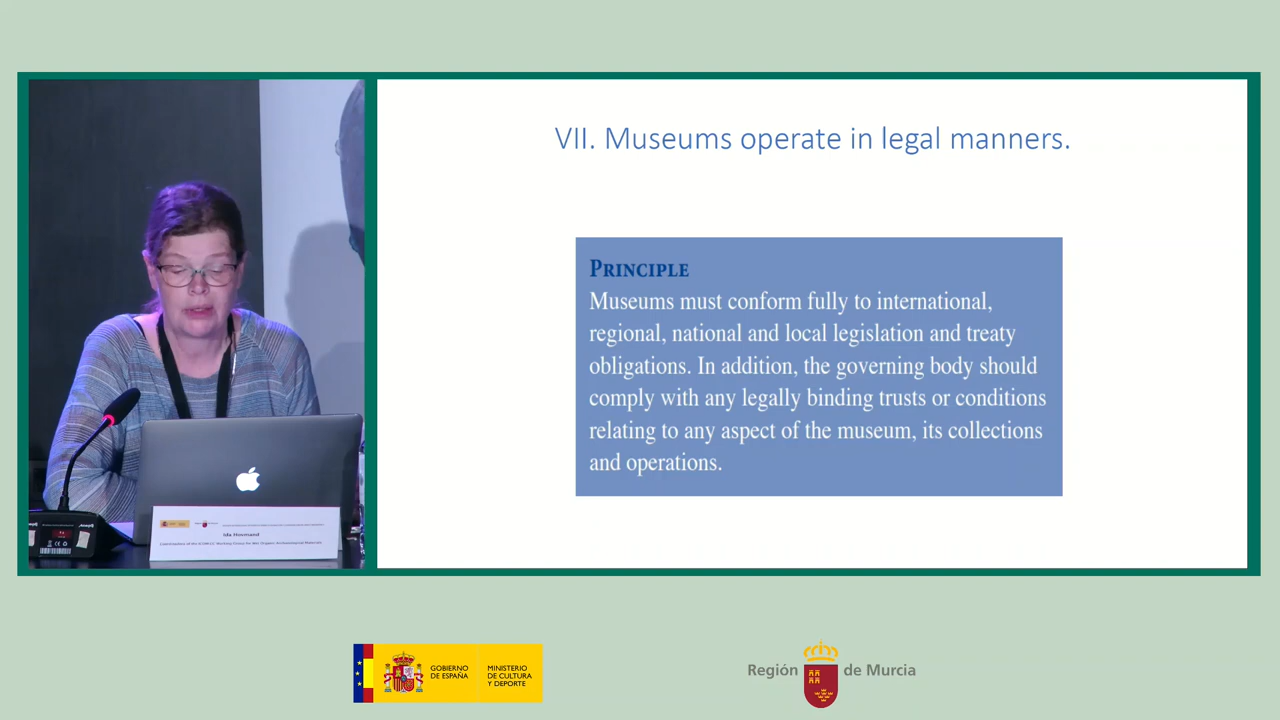 VII. Museums operate in legal manners.
PRINCIPLE
Museums must conform fully to international,
regional, national and local legislation and treaty
obligations. In addition, the governing body should
comply with any legally binding trusts or conditions
relating to any aspect of the museum, its collections
and operations.
Ida Hovmand
GOBIERNO
DE ESPAÑA
MINISTERIO
DE CULTURA
Y DEPORTE
Región de Murcia